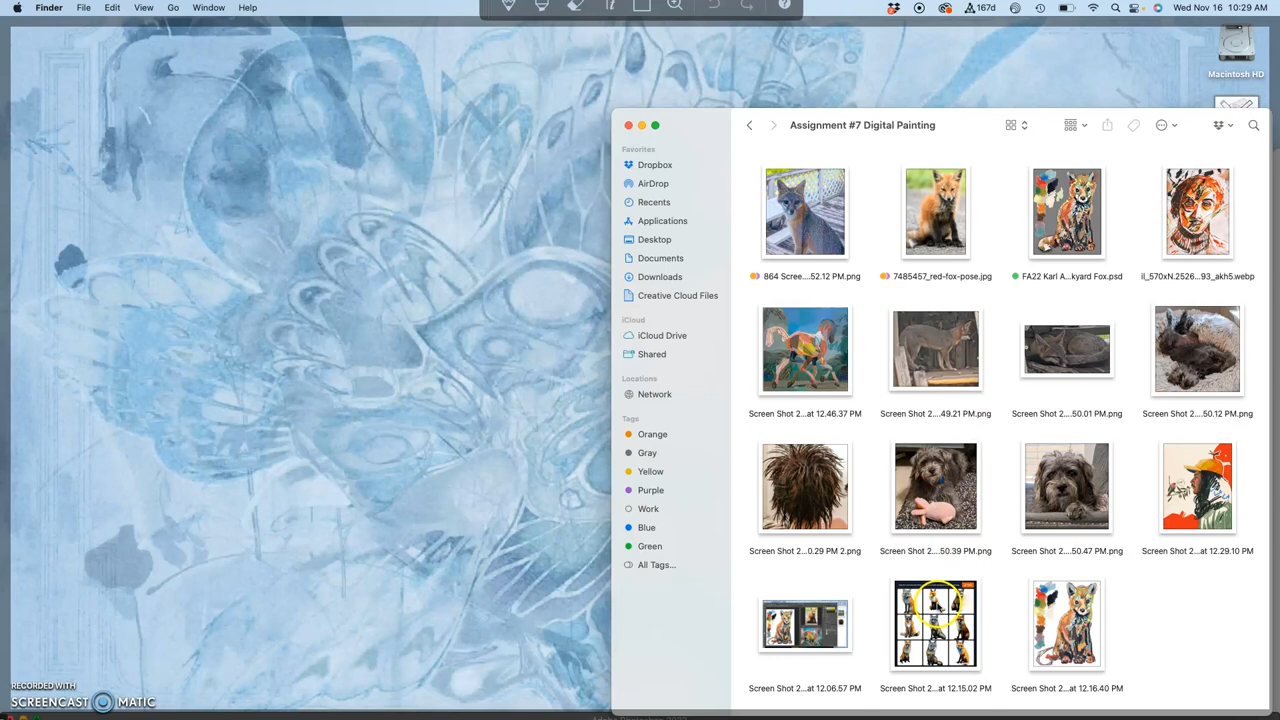 Finder File Edit View Go Window Help
167d Wed Nov 16 10:29 AM
Macintosh HD
Assignment #7 Digital Painting
Favorites
Dropbox
AirDrop
Recents
Applications
Desktop
Documents
Downloads
Creative Cloud Files
iCloud
iCloud Drive
Shared
Locations
Network
Tags
Orange
Gray
Yellow
Purple
Work
Blue
Green
All Tags...
864 Scree....52.12 PM.png 7485457_red-fox-pose.jpg FA22 Karl A...kyard Fox.psd il_570xN.2526...93_akh5.webp
Screen Shot 2...at 12.46.37 PM Screen Shot 2....49.21 PM.png Screen Shot 2....50.01 PM.png Screen Shot 2....50.12 PM.png
Screen Shot 2...0.29 PM 2.png Screen Shot 2....50.39 PM.png Screen Shot 2....50.47 PM.png Screen Shot 2...at 12.29.10 PM
Screen Shot 2...at 12.06.57 PM Screen Shot 2...at 12.15.02 PM Screen Shot 2...at 12.16.40 PM
RECORDED WITH
SCREENCAST MATIC